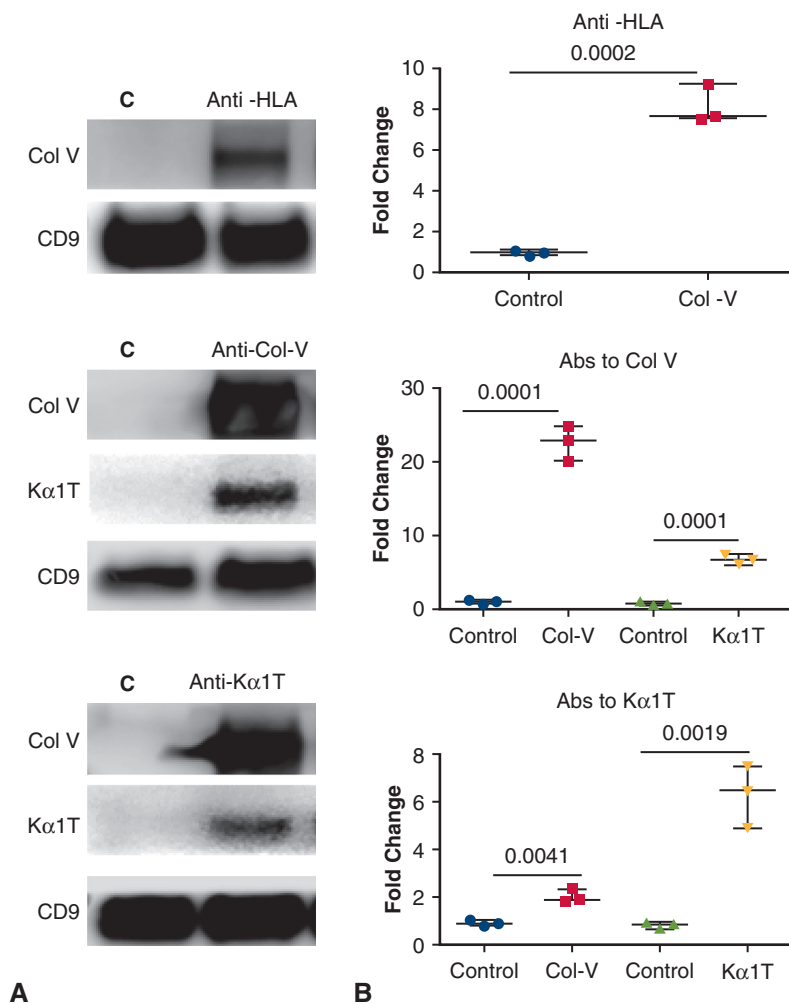 C Anti -HLA
Col V
CD9
C Anti-Col-V
Col V
Kα1T
CD9
C Anti-Kα1T
Col V
Kα1T
CD9
A
Anti -HLA
0.0002
Fold Change
10
8
6
4
2
0
Control Col -V
Abs to Col V
0.0001
0.0001
Fold Change
30
20
10
0
Control Col-V Control Kα1T
Abs to Kα1T
0.0019
0.0041
Fold Change
8
6
4
2
0
Control Col-V Control Kα1T
B